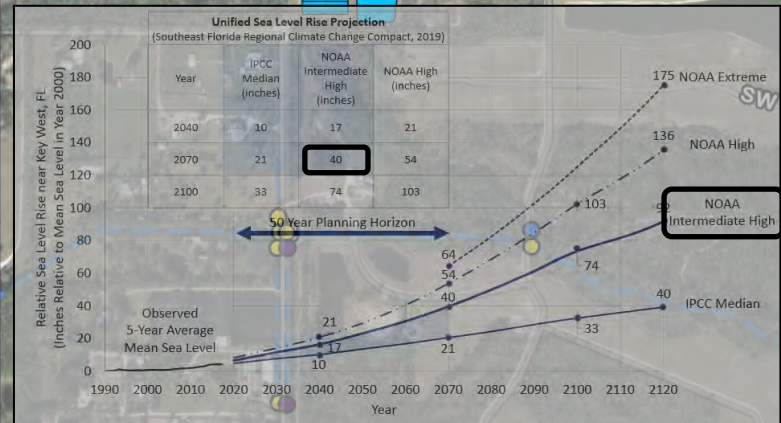 Unified Sea Level Rise Projection
(Southeast Florida Regional Climate Change Compact, 2019)
Year
IPCC
Median
(inches)
NOAA
Intermediate
High
(inches)
NOAA High
(inches)
2040 10 17 21
2070 21 40 54
2100 33 74 103
Relative Sea Level Rise near Key West, FL
(Inches Relative to Mean Sea Level in Year 2000)
200
180
160
140
120
100
80
60
40
20
0
175 NOAA Extreme
SW
136
NOAA High
103
92
NOAA
Intermediate High
50 Year Planning Horizon
64
54
40
74
40
IPCC Median
33
21
Observed
5-Year Average
Mean Sea Level
21
17
10
1990 2000 2010 2020 2030 2040 2050 2060 2070 2080 2090 2100 2110 2120
Year